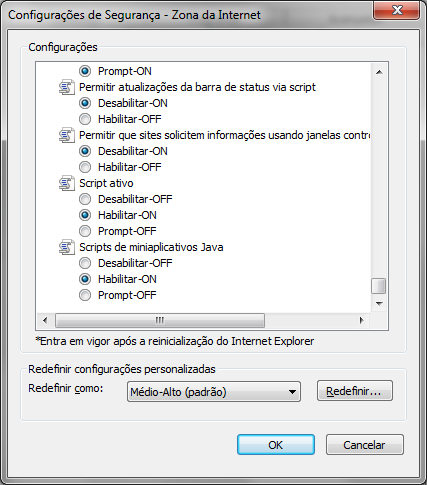 Configurações de Segurança - Zona da Internet
Configurações
Prompt-ON
Permitir atualizações da barra de status via script
Desabilitar-ON
Habilitar-OFF
Permitir que sites solicitem informações usando janelas contro
Desabilitar-ON
Habilitar-OFF
Script ativo
Desabilitar-OFF
Habilitar-ON
Prompt-OFF
Scripts de miniaplicativos Java
Desabilitar-OFF
Habilitar-ON
Prompt-OFF
*Entra em vigor após a reinicialização do Internet Explorer
Redefinir configurações personalizadas
Redefinir como: Médio-Alto (padrão) Redefinir...
OK Cancelar